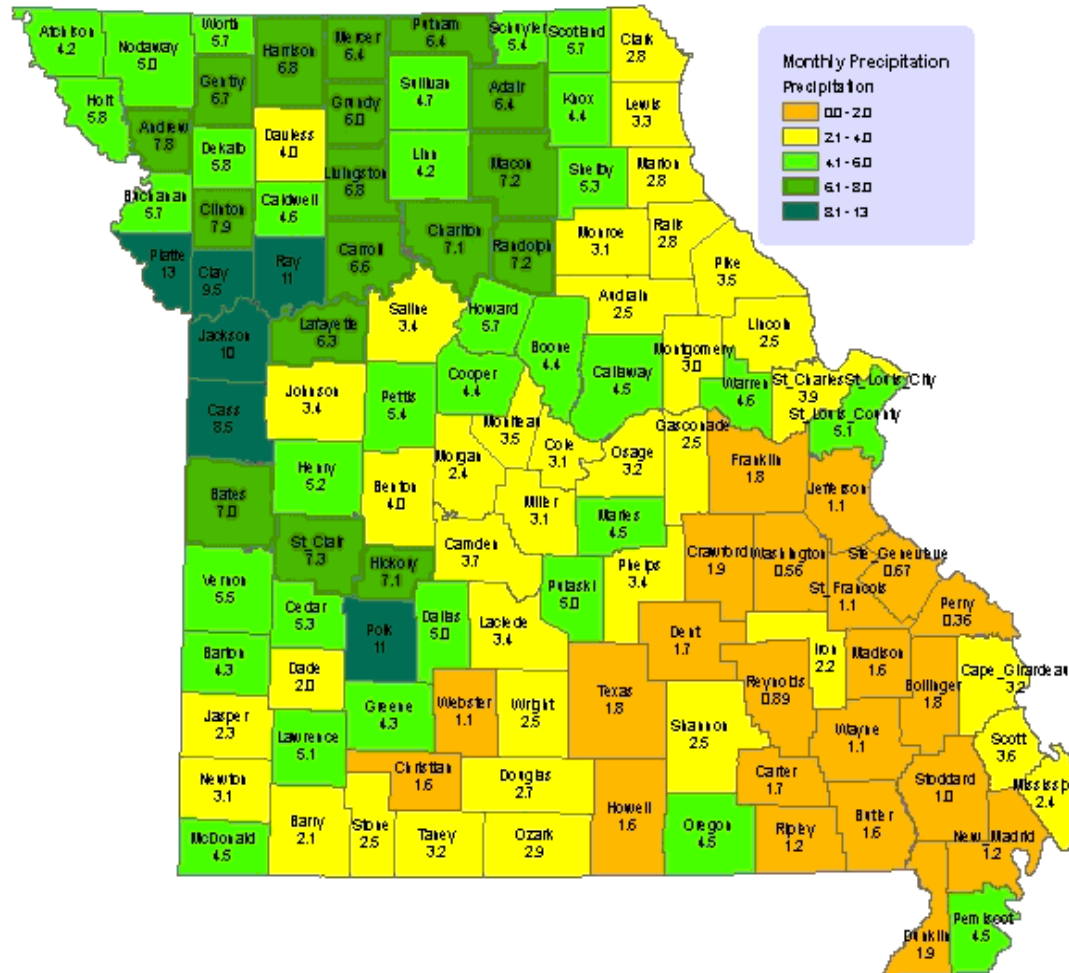 Monthly Precipitation
Precipitation
0.0 - 2.0
2.1 - 4.0
4.1 - 6.0
6.1 - 8.0
8.1 - 13
Atchison
4.2
Nodaway
5.0
Worth
5.7
Harrison
6.8
Mercer
6.4
Putnam
6.4
Schuyler
5.4
Scotland
5.7
Clark
2.8
Holt
5.8
Gentry
6.7
Grundy
6.0
Sullivan
4.7
Adair
6.4
Knox
4.4
Lewis
3.3
Andrew
7.8
Dekalb
5.8
Daviess
4.0
Livingston
6.8
Linn
4.2
Macon
7.2
Shelby
5.3
Marion
2.8
Buchanan
5.7
Clinton
7.9
Caldwell
4.6
Carroll
6.6
Chariton
7.1
Randolph
7.2
Monroe
3.1
Ralls
2.8
Pike
3.5
Platte
13
Clay
9.5
Ray
11
Saline
3.4
Howard
5.7
Boone
4.4
Audrain
2.5
Lincoln
2.5
Jackson
10
Lafayette
6.3
Cooper
4.4
Callaway
4.5
Montgomery
3.0
Warren
4.6
St_Charles
3.9
St_Louis_City
St_Louis_County
5.1
Cass
8.5
Johnson
3.4
Pettis
5.4
Moniteau
3.5
Cole
3.1
Osage
3.2
Gasconade
2.5
Franklin
1.8
Jefferson
1.1
Henry
5.2
Benton
4.0
Morgan
2.4
Miller
3.1
Maries
4.5
Bates
7.0
St_Clair
7.3
Hickory
7.1
Camden
3.7
Pulaski
5.0
Phelps
3.4
Crawford
1.9
Washington
0.56
Ste_Genevieve
0.67
St_Francois
1.1
Perry
0.36
Vernon
5.5
Cedar
5.3
Polk
11
Dallas
5.0
Laclede
3.4
Dent
1.7
Iron
2.2
Madison
1.6
Bollinger
1.8
Cape_Girardeau
3.2
Barton
4.3
Dade
2.0
Greene
4.3
Webster
1.1
Wright
2.5
Texas
1.8
Reynolds
0.89
Shannon
2.5
Wayne
1.1
Scott
3.6
Mississipp
2.4
Jasper
2.3
Lawrence
5.1
Christian
1.6
Douglas
2.7
Carter
1.7
Stoddard
1.0
Newton
3.1
Barry
2.1
Stone
2.5
Taney
3.2
Ozark
2.9
Howell
1.6
Oregon
4.5
Ripley
1.2
Butler
1.6
New_Madrid
1.2
McDonald
4.5
Dunklin
1.9
Pemiscot
4.5